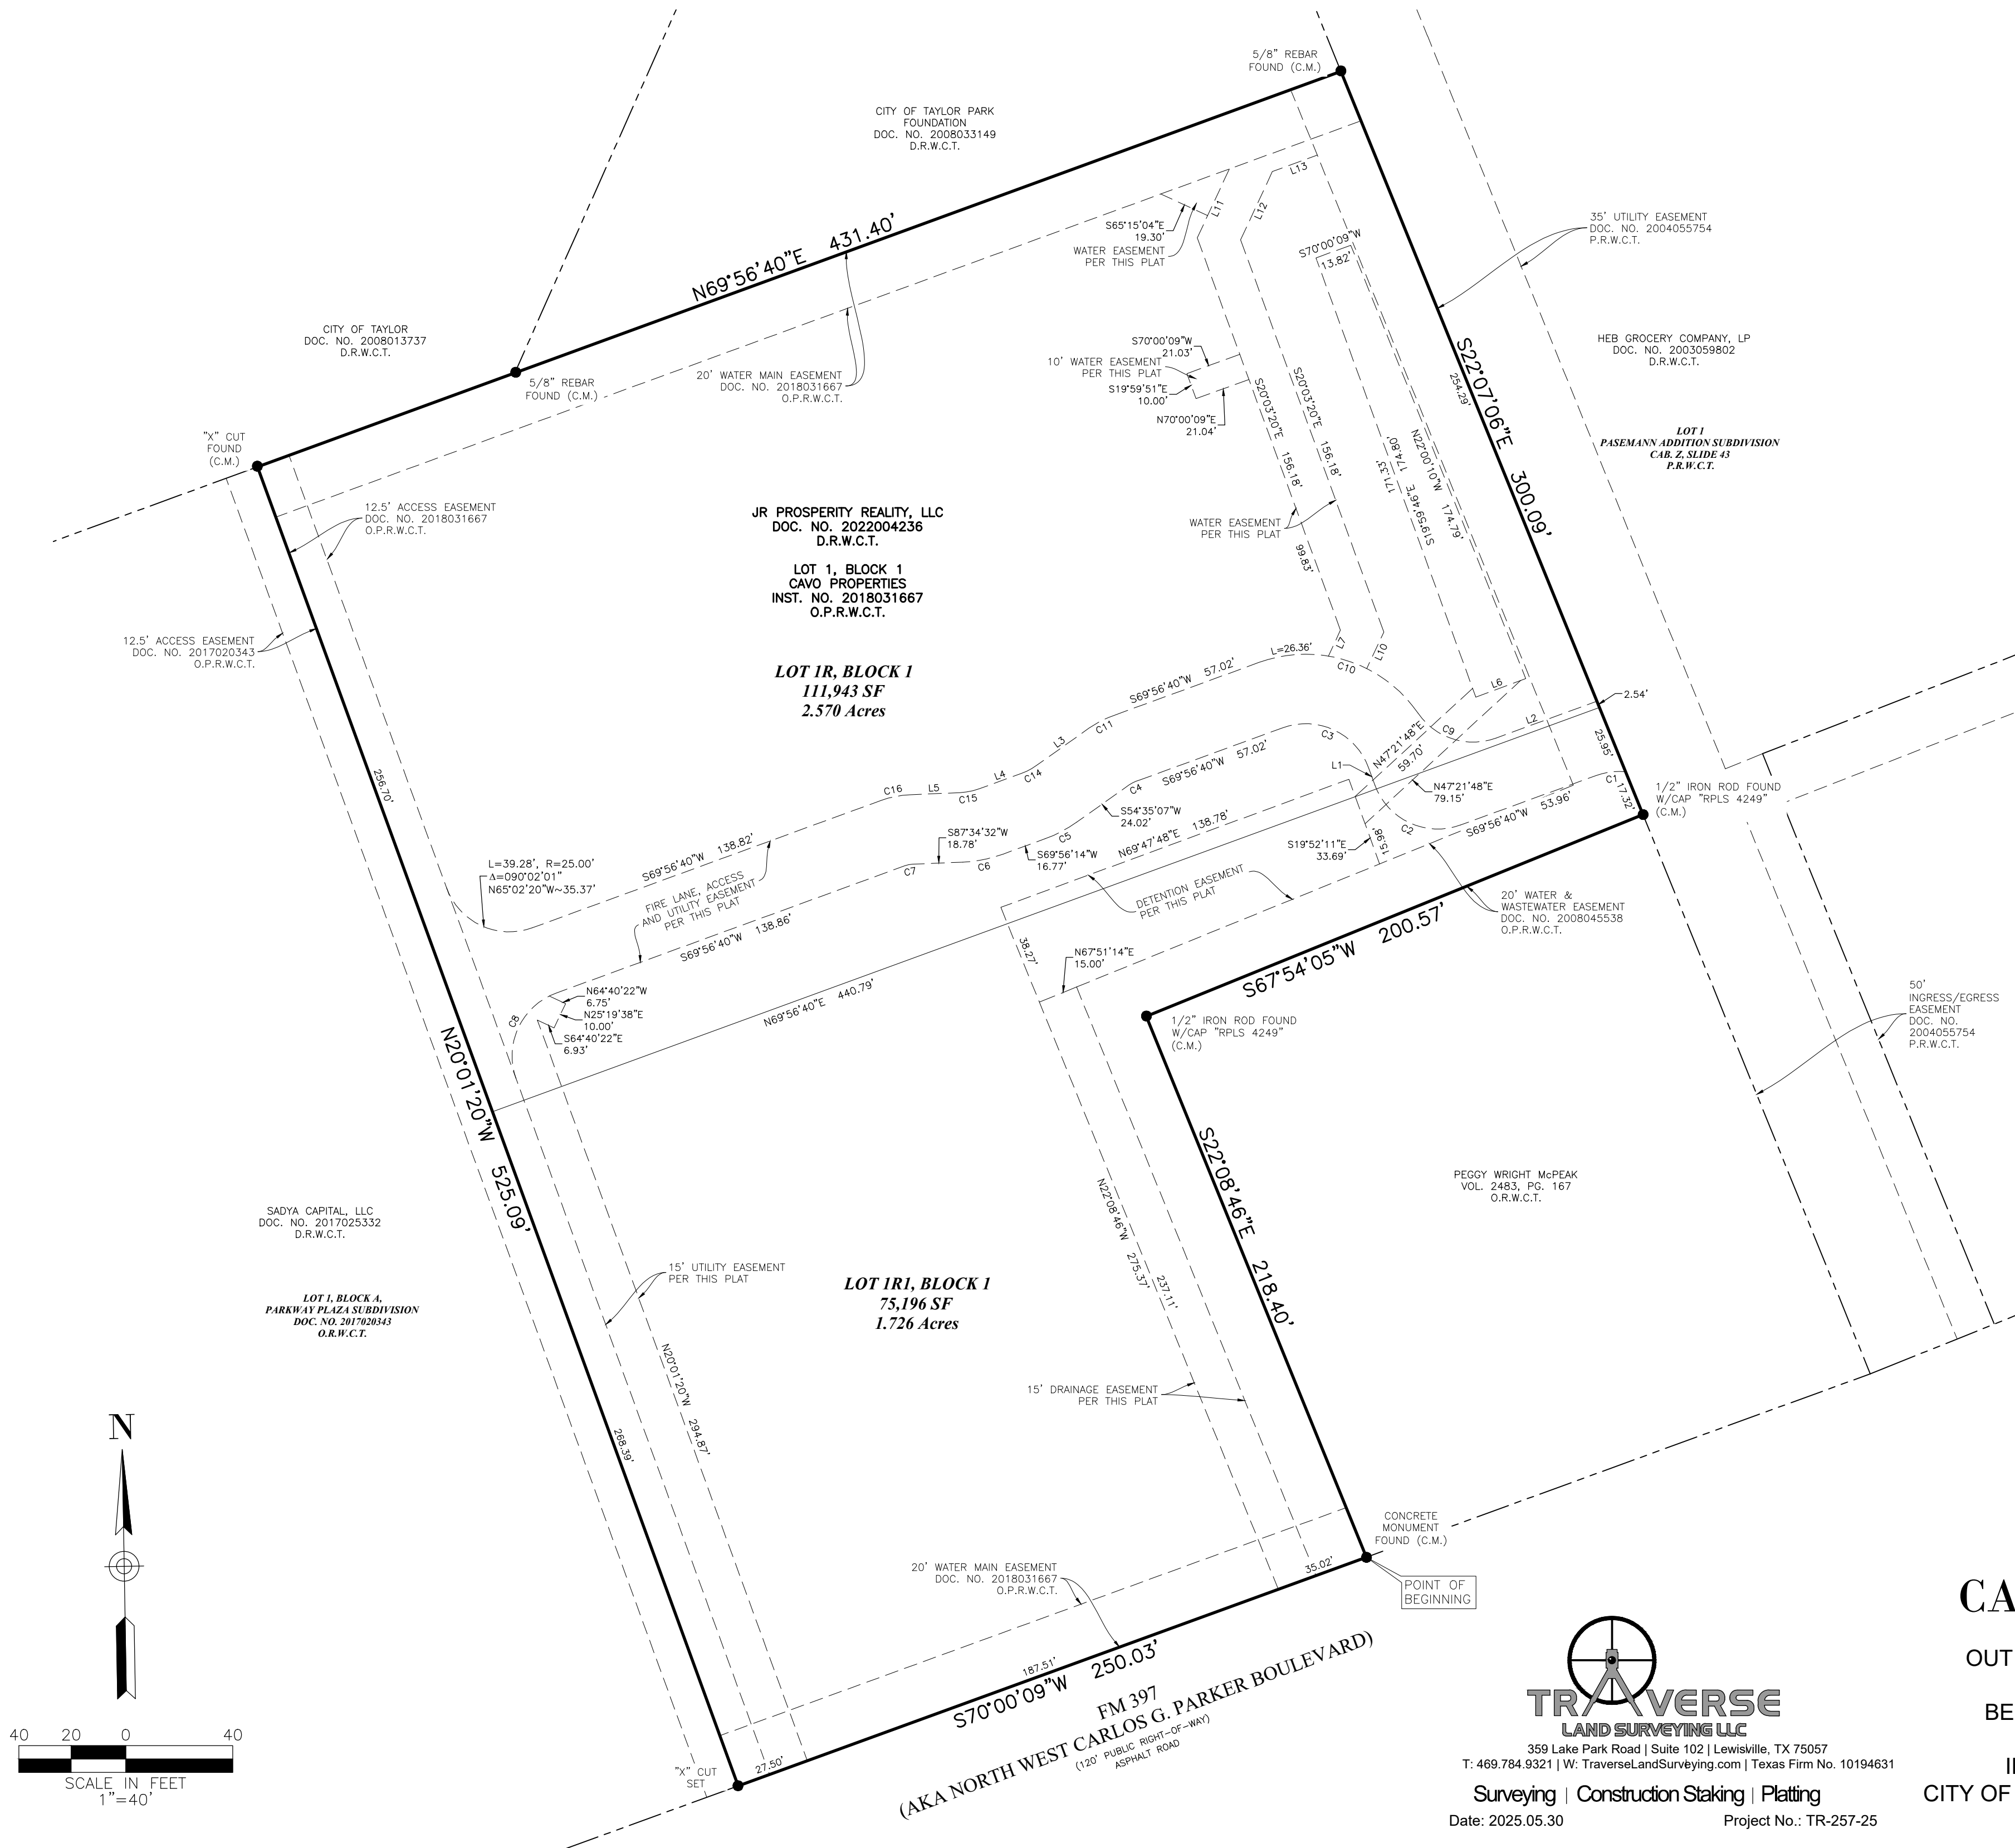 5/8" REBAR
FOUND (C.M.)
CITY OF TAYLOR PARK
FOUNDATION
DOC. NO. 2008033149
D.R.W.C.T.
L13
L11
L12
S65°15'04"E
19.30'
WATER EASEMENT
PER THIS PLAT
S70°00'09"W
13.82'
35' UTILITY EASEMENT
DOC. NO. 2004055754
P.R.W.C.T.
N69°56'40"E 431.40'
CITY OF TAYLOR
DOC. NO. 2008013737
D.R.W.C.T.
5/8" REBAR
FOUND (C.M.)
20' WATER MAIN EASEMENT
DOC. NO. 2018031667
O.P.R.W.C.T.
S70°00'09"W
21.03'
10' WATER EASEMENT
PER THIS PLAT
S19°59'51"E
10.00'
N70°00'09"E
21.04'
S20°03'20"E 156.18'
S20°03'20"E 156.18'
S22°07'06"E 300.09'
254.29'
HEB GROCERY COMPANY, LP
DOC. NO. 2003059802
D.R.W.C.T.
LOT 1
PASEMANN ADDITION SUBDIVISION
CAB. Z, SLIDE 43
P.R.W.C.T.
"X" CUT
FOUND
(C.M.)
12.5' ACCESS EASEMENT
DOC. NO. 2018031667
O.P.R.W.C.T.
JR PROSPERITY REALITY, LLC
DOC. NO. 2022004236
D.R.W.C.T.
LOT 1, BLOCK 1
CAVO PROPERTIES
INST. NO. 2018031667
O.P.R.W.C.T.
WATER EASEMENT
PER THIS PLAT
99.83'
171.33'
S19°59'46"E 174.80'
N22°00'10"W 174.79'
12.5' ACCESS EASEMENT
DOC. NO. 2017020343
O.P.R.W.C.T.
LOT 1R, BLOCK 1
111,943 SF
2.570 Acres
L7
L10
L=26.36'
C10
S69°56'40"W 57.02'
C11
L3
C14
L4
C15
L5
C16
L6
2.54'
L2
C9
25.95'
C1
17.32'
1/2" IRON ROD FOUND
W/CAP "RPLS 4249"
(C.M.)
256.70'
C3
S69°56'40"W 57.02'
C4
L1
N47°21'48"E
59.70'
N47°21'48"E
79.15'
S54°35'07"W
24.02'
C5
S69°56'14"W
16.77'
C6
S87°34'32"W
18.78'
C7
N69°47'48"E 138.78'
C2
S69°56'40"W 53.96'
15.98'
S19°52'11"E
33.69'
L=39.28', R=25.00'
Δ=090°02'01"
N65°02'20"W~35.37'
S69°56'40"W 138.82'
FIRE LANE, ACCESS
AND UTILITY EASEMENT
PER THIS PLAT
S69°56'40"W 138.86'
DETENTION EASEMENT
PER THIS PLAT
20' WATER &
WASTEWATER EASEMENT
DOC. NO. 2008045538
O.P.R.W.C.T.
38.27'
N67°51'14"E
15.00'
S67°54'05"W 200.57'
N64°40'22"W
6.75'
N25°19'38"E
10.00'
S64°40'22"E
6.93'
C8
N69°56'40"E 440.79'
1/2" IRON ROD FOUND
W/CAP "RPLS 4249"
(C.M.)
50'
INGRESS/EGRESS
EASEMENT
DOC. NO.
2004055754
P.R.W.C.T.
N20°01'20"W 525.09'
S22°08'46"E 218.40'
PEGGY WRIGHT McPEAK
VOL. 2483, PG. 167
O.R.W.C.T.
SADYA CAPITAL, LLC
DOC. NO. 2017025332
D.R.W.C.T.
LOT 1, BLOCK A,
PARKWAY PLAZA SUBDIVISION
DOC. NO. 2017020343
O.R.W.C.T.
15' UTILITY EASEMENT
PER THIS PLAT
LOT 1R1, BLOCK 1
75,196 SF
1.726 Acres
N22°08'46"W 275.37'
237.11'
N20°01'20"W 294.87'
268.39'
15' DRAINAGE EASEMENT
PER THIS PLAT
N
CONCRETE
MONUMENT
FOUND (C.M.)
20' WATER MAIN EASEMENT
DOC. NO. 2018031667
O.P.R.W.C.T.
35.02'
POINT OF
BEGINNING
187.51'
S70°00'09"W 250.03'
27.50'
"X" CUT
SET
FM 397
(AKA NORTH WEST CARLOS G. PARKER BOULEVARD)
(120' PUBLIC RIGHT-OF-WAY)
ASPHALT ROAD
40 20 0 40
SCALE IN FEET
1"=40'
TRAVERSE
LAND SURVEYING LLC
359 Lake Park Road | Suite 102 | Lewisville, TX 75057
T: 469.784.9321 | W: TraverseLandSurveying.com | Texas Firm No. 10194631
Surveying | Construction Staking | Platting
Date: 2025.05.30 Project No.: TR-257-25
CA
OUT
BE
CITY OF